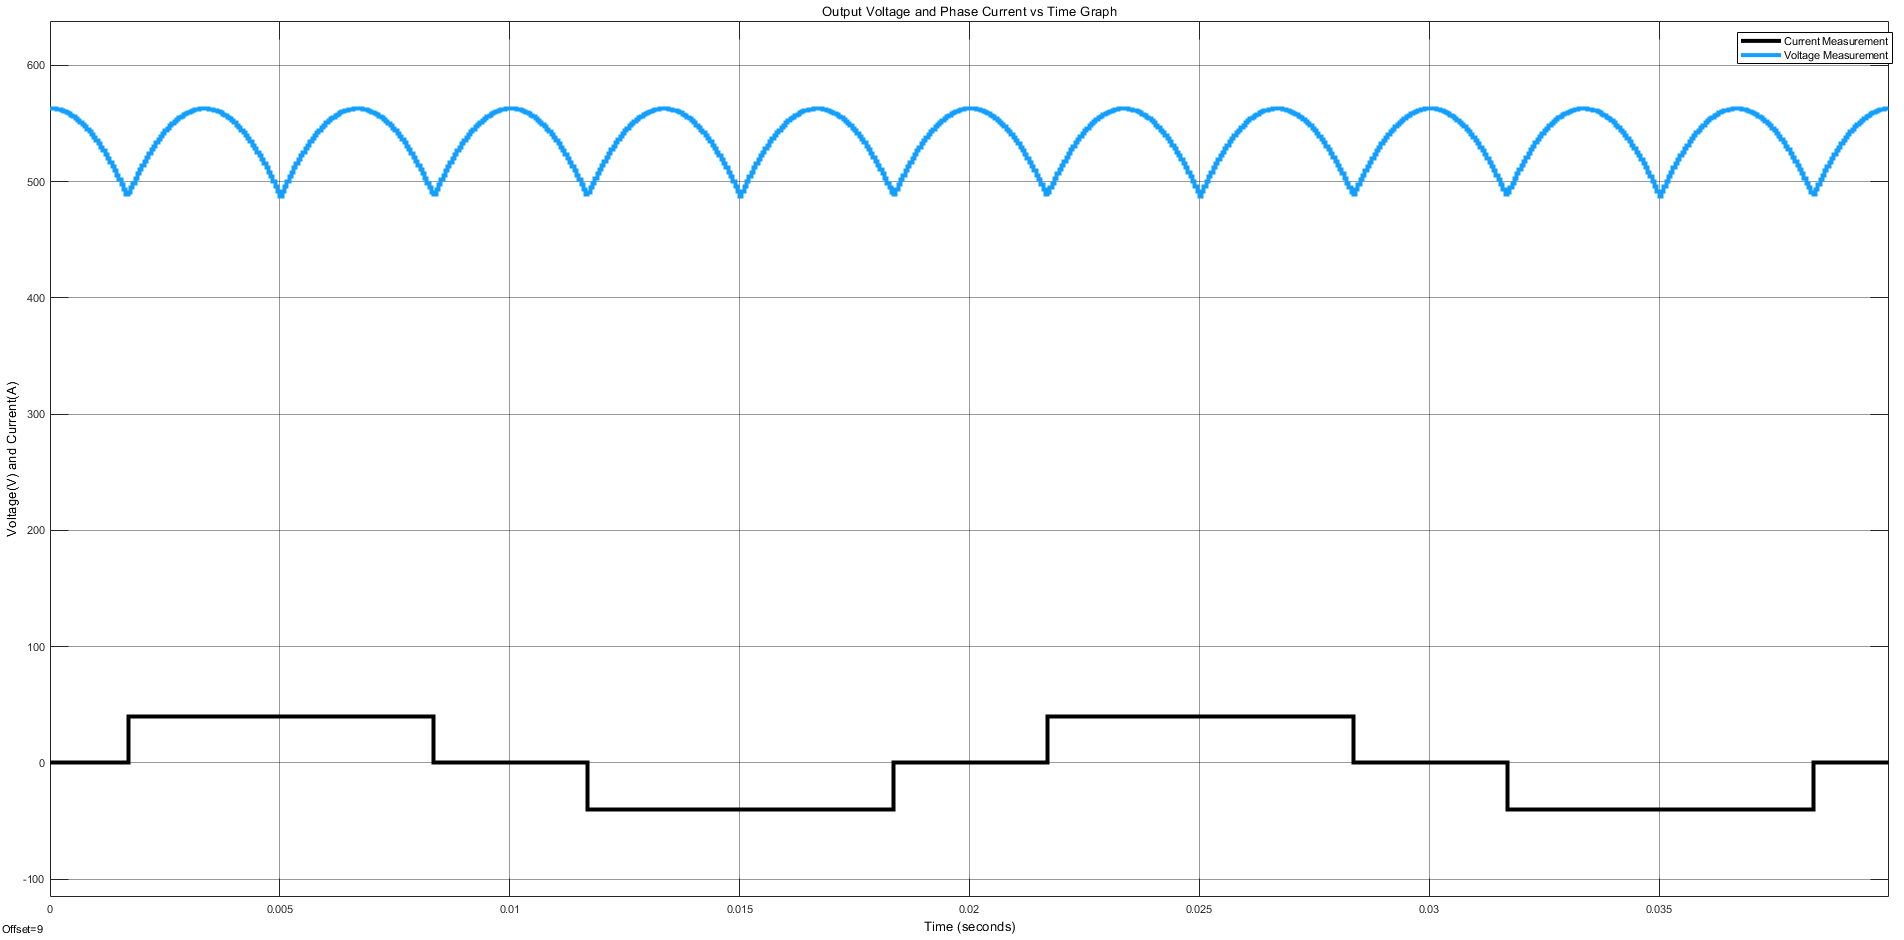 Output Voltage and Phase Current vs Time Graph
Current Measurement
Voltage Measurement
600
500
400
300
200
100
0
-100
Voltage(V) and Current(A)
0
0.005
0.01
0.015
0.02
0.025
0.03
0.035
Time (seconds)
Offset=9